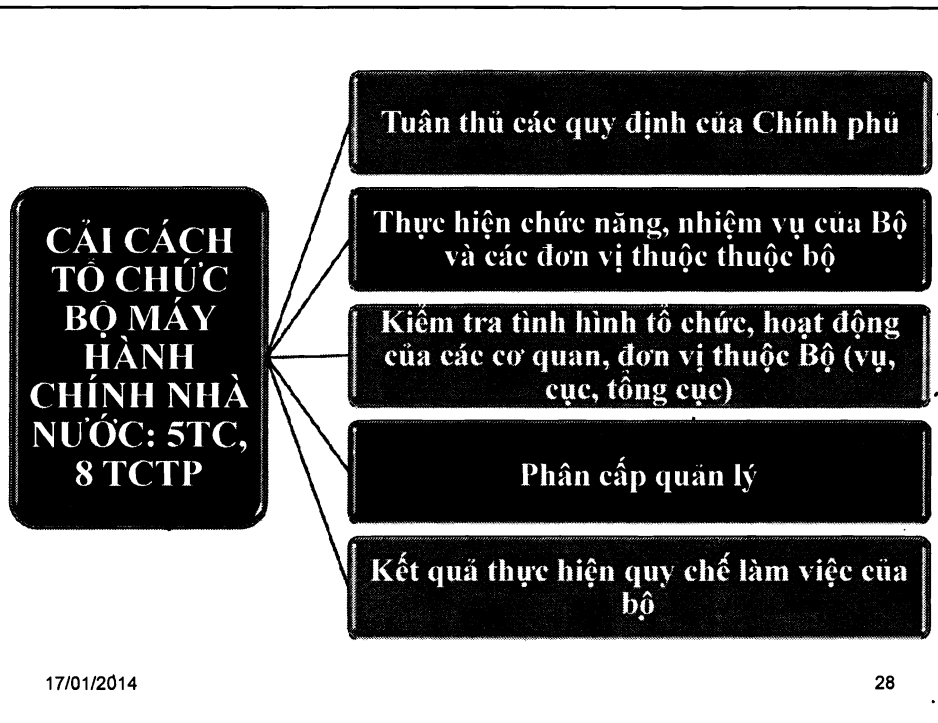 CẢI CÁCH
TỔ CHỨC
BỘ MÁY
HÀNH
CHÍNH NHÀ
NƯỚC: 5TC,
8 TCTP
Tuân thủ các quy định của Chính phủ
Thực hiện chức năng, nhiệm vụ của Bộ
và các đơn vị thuộc thuộc bộ
Kiểm tra tình hình tổ chức, hoạt động
của các cơ quan, đơn vị thuộc Bộ (vụ,
cục, tổng cục)
Phân cấp quản lý
Kết quả thực hiện quy chế làm việc của
bộ
17/01/2014
28